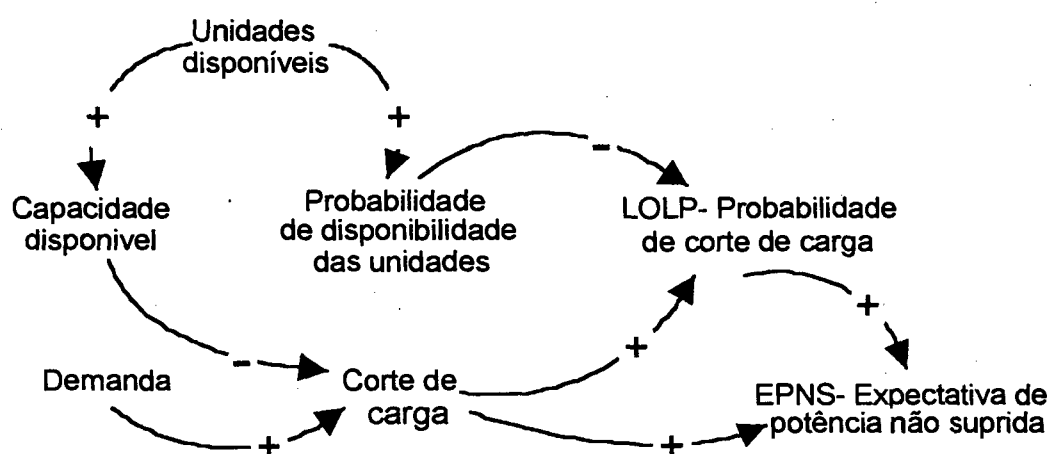 Unidades
disponíveis
+
+
-
Capacidade
disponivel
Probabilidade
de disponibilidade
das unidades
LOLP- Probabilidade
de corte de carga
+
+
-
Demanda
Corte de
carga
EPNS- Expectativa de
potência não suprida
+
+